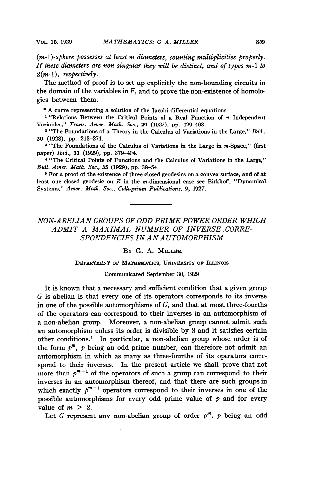 VOL. 15, 1929 MATHEMATICS: G. A. MILLER 859
(m-1)-sphere possesses at least m diameters, counting multiplicities properly.
If these diameters are non-singular they will be distinct, and of types m-1 to
2(m-1), respectively.
The method of proof is to set up explicitly the non-bounding circuits in
the domain of the variables in F, and to prove the non-existence of homolo-
gies between them.
* A curve representing a solution of the Jacobi differential equations.
"Relations Between the Critical Points of a Real Function of n Independent
Variables," Trans. Amer. Math. Soc.,
"The Foundations of a Theory in the Calculus of Variations in the Large," Ibid.,
30 (1928), pp.
"The Foundations of the Calculus of Variations in the Large in m-Space," (first
paper) Ibid., 31 (1929), pp. 379-404.
"The Critical Points of Functions and the Calculus of Variations in the Large,"
Bull. Amer. Math. Soc., 35 (1929), pp. 38-54.
For a proof of the existence of three closed geodesics on a convex surface, and of at
least one closed geodesic on in the n-dimensional case see Birkhoff, "Dynamical
Systems," Amer. Math. Soc., Colloquium Publications, 9, 1927.
NON-ABELIAN GROUPS OF ODD PRIME POWER ORDER WHICH
ADMIT A MAXIMAL NUMBER OF INVERSE CORRE-
SPONDENCIES IN AN AUTOMORPHISM
BY G. A. MILLER
DEPARTMENT OF MATHEMATICS, UNIVERSITY OF ILLINOIS
Communicated September 30, 1929
It is known that a necessary and sufficient condition that a given group
G is abelian is that every one of its operators corresponds to its inverse
in one of the possible automorphisms of G, and that at most three-fourths
of the operators can correspond to their inverses in an automorphism of
a non-abelian group. Moreover, a non-abelian group cannot admit such
an automorphism unless its order is divisible by 8 and it satisfies certain
other conditions.¹ In particular, a non-abelian group whose order is of
the form pᵐ, p being an odd prime number, can therefore not admit an
automorphism in which as many as three-fourths of its operators corre-
spond to their inverses. In the present article we shall prove that not
more than pᵐ⁻¹ of the operators of such a group can correspond to their
inverses in an automorphism thereof, and that there are such groups in
which exactly pᵐ⁻¹ operators correspond to their inverses in one of the
possible automorphisms for every odd prime value of p and for every
value of m > 2.
Let G represent any non-abelian group of order pᵐ, p being an odd